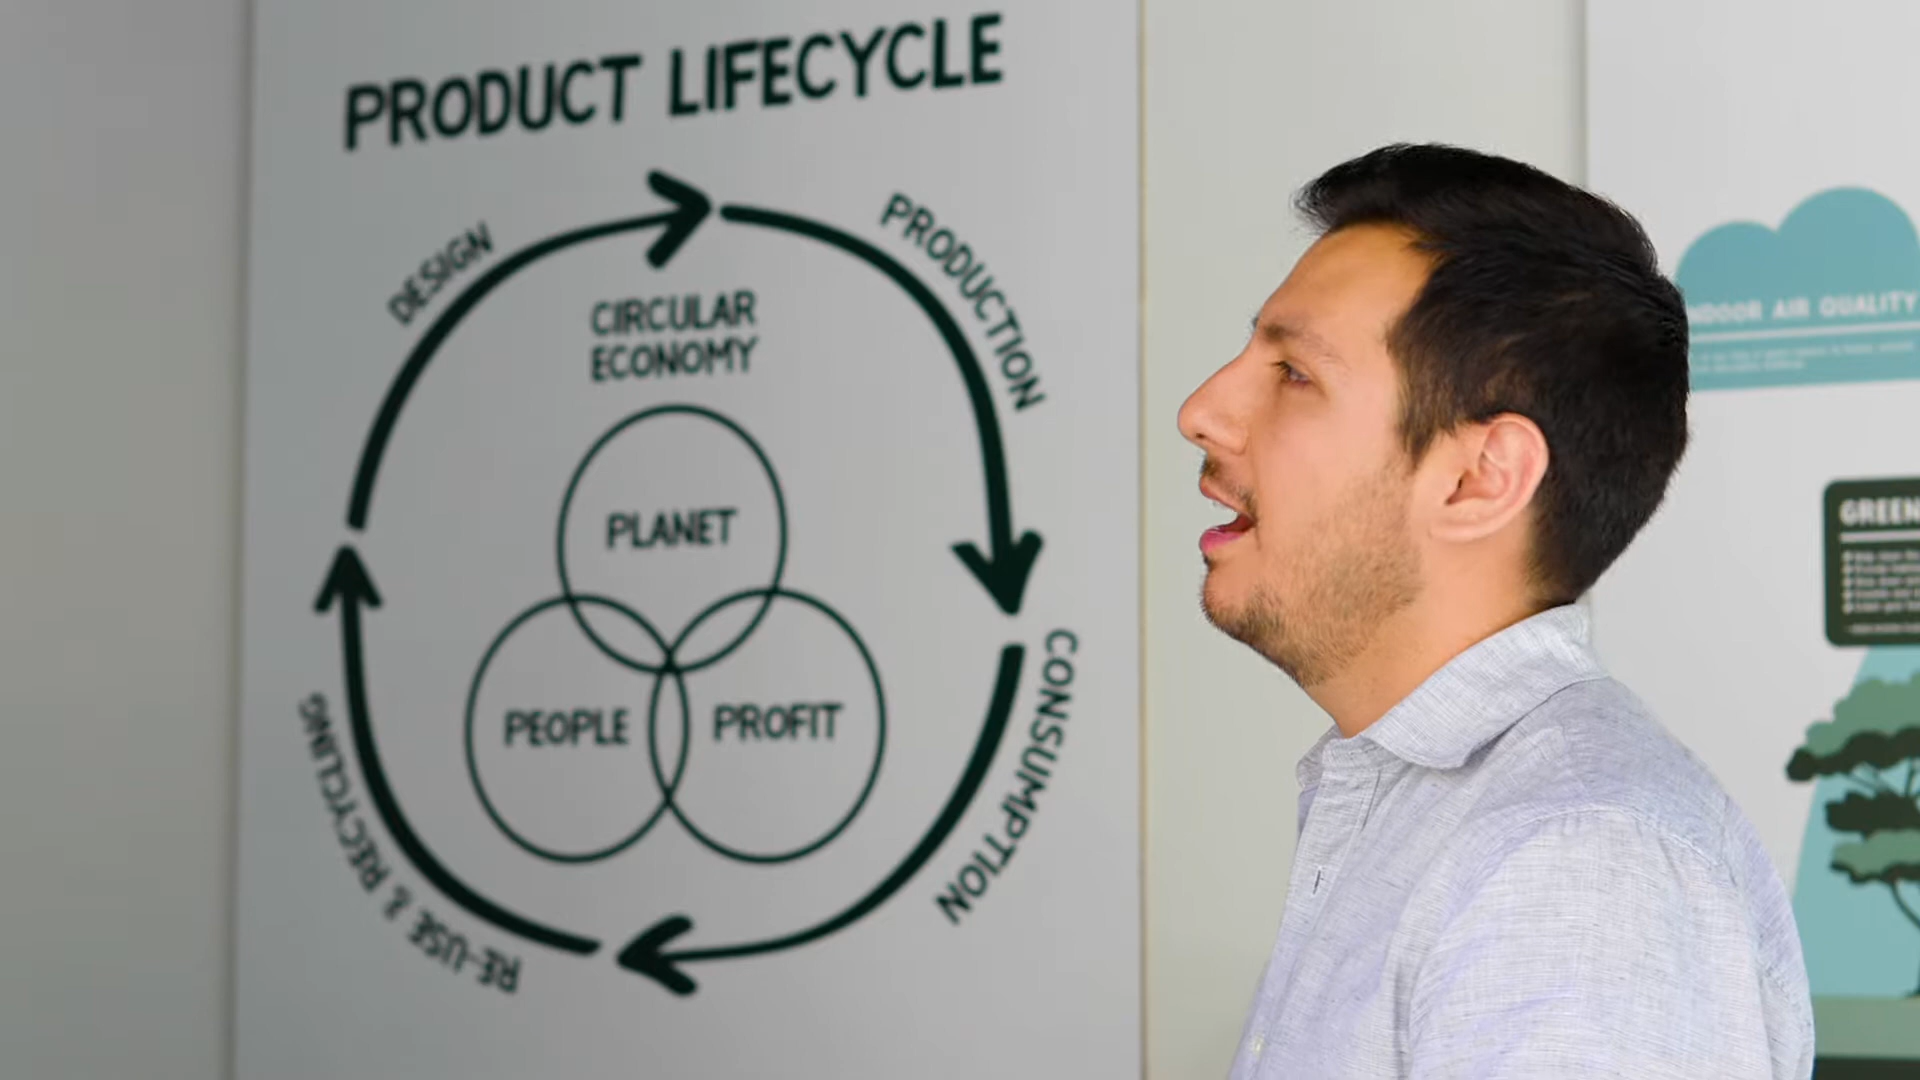 PRODUCT LIFECYCLE
DESIGN
PRODUCTION
CIRCULAR
ECONOMY
PLANET
PEOPLE
PROFIT
CONSUMPTION
RE-USE & RECYCLING
INDOOR AIR QUALITY
GREEN